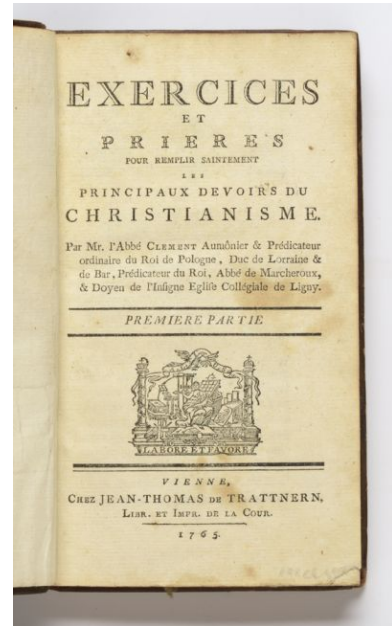 EXERCICES
ET
PRIERES
POUR REMPLIR SAINTEMENT
LES
PRINCIPAUX DEVOIRS DU
CHRISTIANISME.
Par Mr. l'Abbé CLEMENT Aumônier & Prédicateur
ordinaire du Roi de Pologne, Duc de Lorraine &
de Bar, Prédicateur du Roi, Abbé de Marcheroux,
& Doyen de l'Insigne Eglise Collégiale de Ligny.
PREMIERE PARTIE
LABORE ET FAVORE
VIENNE,
CHEZ JEAN-THOMAS DE TRATTNERN,
LIBR. ET IMPR. DE LA COUR.
1763.